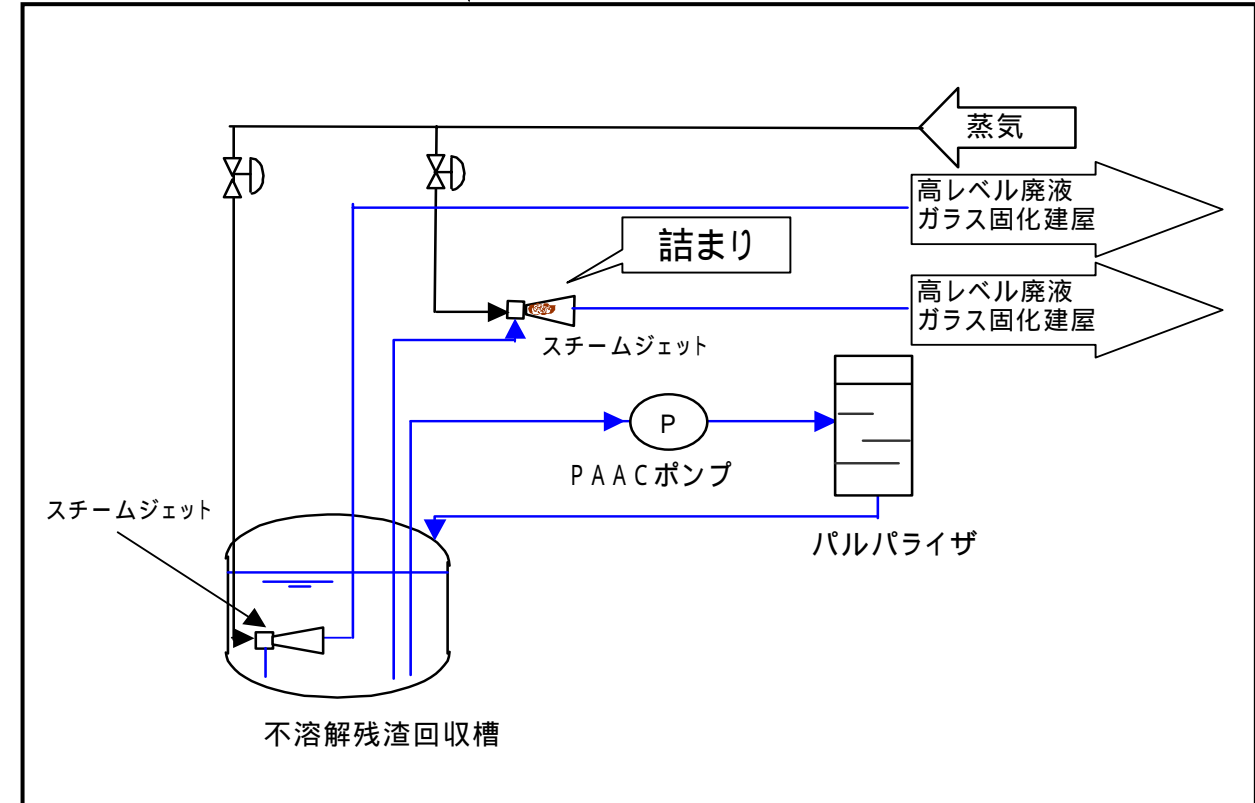 蒸気
高レベル廃液
ガラス固化建屋
詰まり
高レベル廃液
ガラス固化建屋
スチームジェット
P
PAACポンプ
スチームジェット
パルパライザ
不溶解残渣回収槽